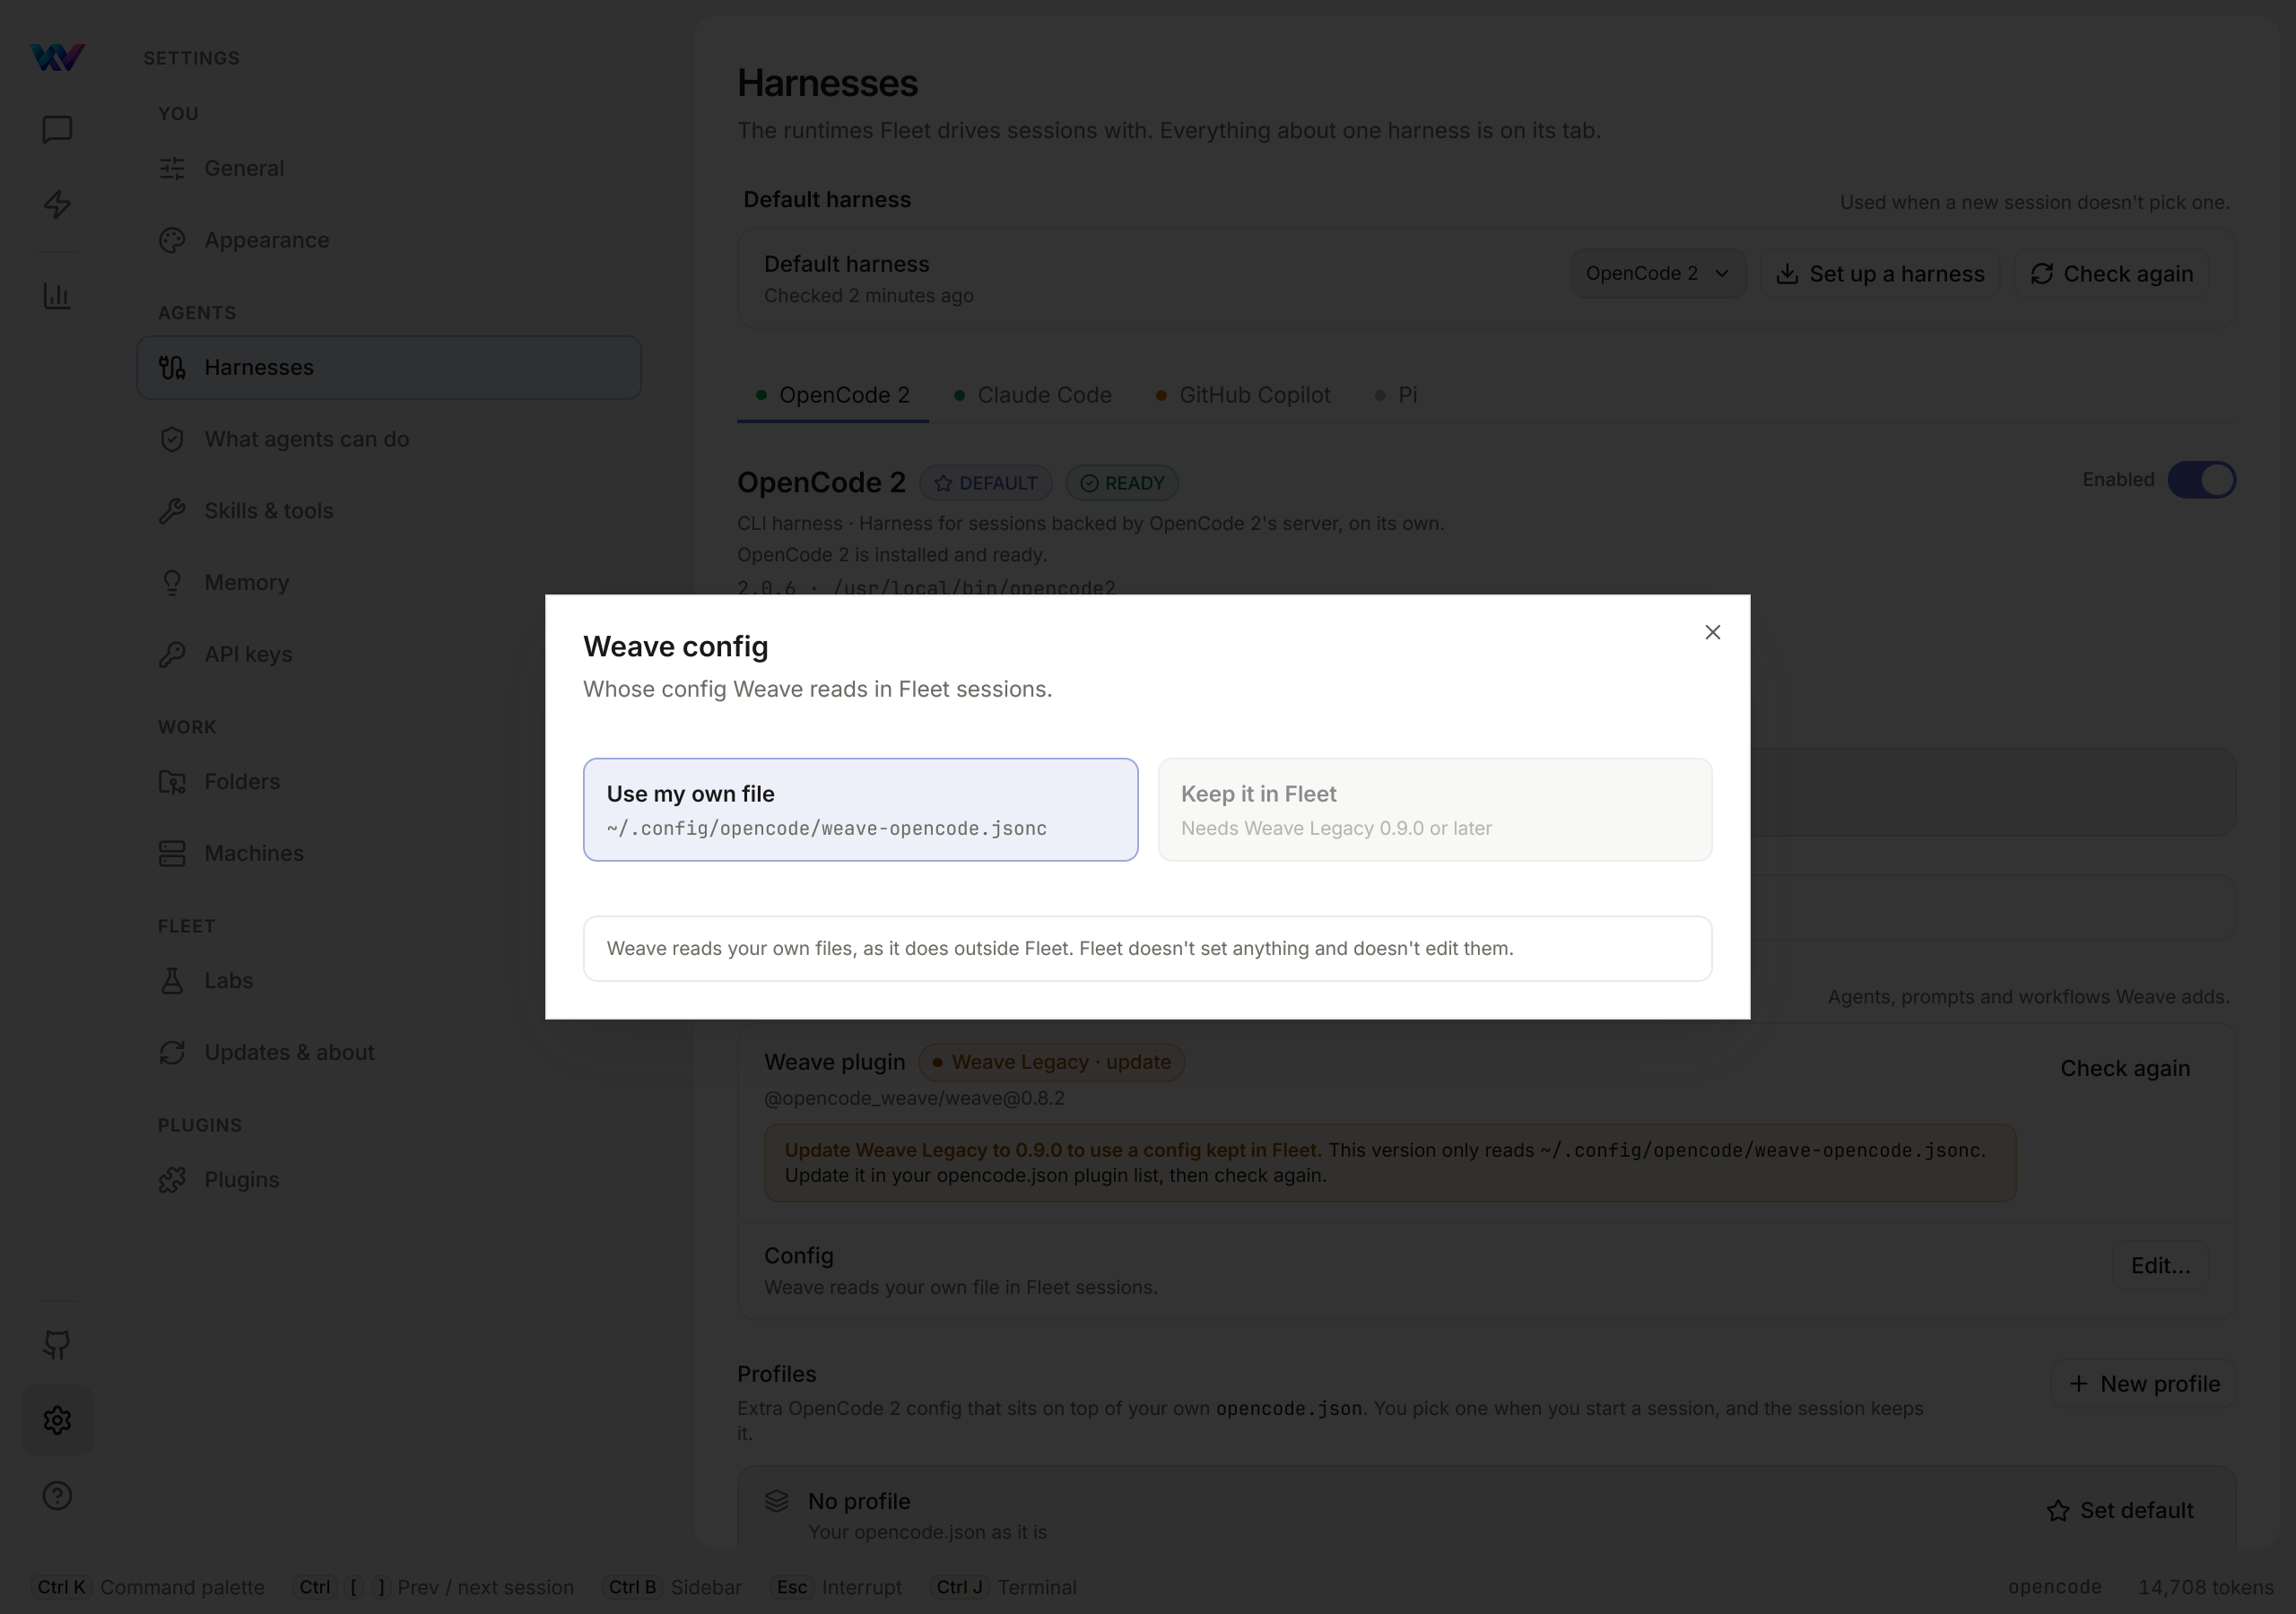 SETTINGS
YOU
General
Appearance
AGENTS
Harnesses
What agents can do
Skills & tools
Memory
API keys
WORK
Folders
Machines
FLEET
Labs
Updates & about
PLUGINS
Plugins
Harnesses
The runtimes Fleet drives sessions with. Everything about one harness is on its tab.
Default harness
Used when a new session doesn't pick one.
Default harness
Checked 2 minutes ago
OpenCode 2
Set up a harness
Check again
OpenCode 2
Claude Code
GitHub Copilot
Pi
OpenCode 2
DEFAULT
READY
Enabled
CLI harness · Harness for sessions backed by OpenCode 2's server, on its own.
OpenCode 2 is installed and ready.
2.0.6 · /usr/local/bin/opencode2
Weave config
Whose config Weave reads in Fleet sessions.
Use my own file
~/.config/opencode/weave-opencode.jsonc
Keep it in Fleet
Needs Weave Legacy 0.9.0 or later
Weave reads your own files, as it does outside Fleet. Fleet doesn't set anything and doesn't edit them.
Agents, prompts and workflows Weave adds.
Weave plugin
Weave Legacy · update
Check again
@opencode_weave/weave@0.8.2
Update Weave Legacy to 0.9.0 to use a config kept in Fleet. This version only reads ~/.config/opencode/weave-opencode.jsonc.
Update it in your opencode.json plugin list, then check again.
Config
Weave reads your own file in Fleet sessions.
Edit...
Profiles
Extra OpenCode 2 config that sits on top of your own opencode.json. You pick one when you start a session, and the session keeps
it.
New profile
No profile
Your opencode.json as it is
Set default
Ctrl K Command palette
Ctrl [ ] Prev / next session
Ctrl B Sidebar
Esc Interrupt
Ctrl J Terminal
opencode
14,708 tokens